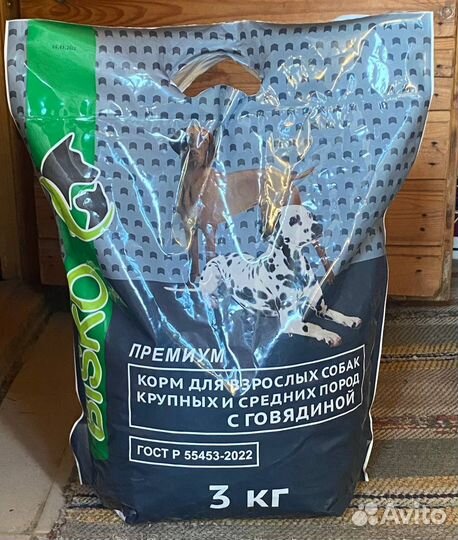 BISKO
ПРЕМИУМ
КОРМ ДЛЯ ВЗРОСЛЫХ СОБАК
КРУПНЫХ И СРЕДНИХ ПОРОД
С ГОВЯДИНОЙ
ГОСТ Р 55453-2022
3 КГ
Avito